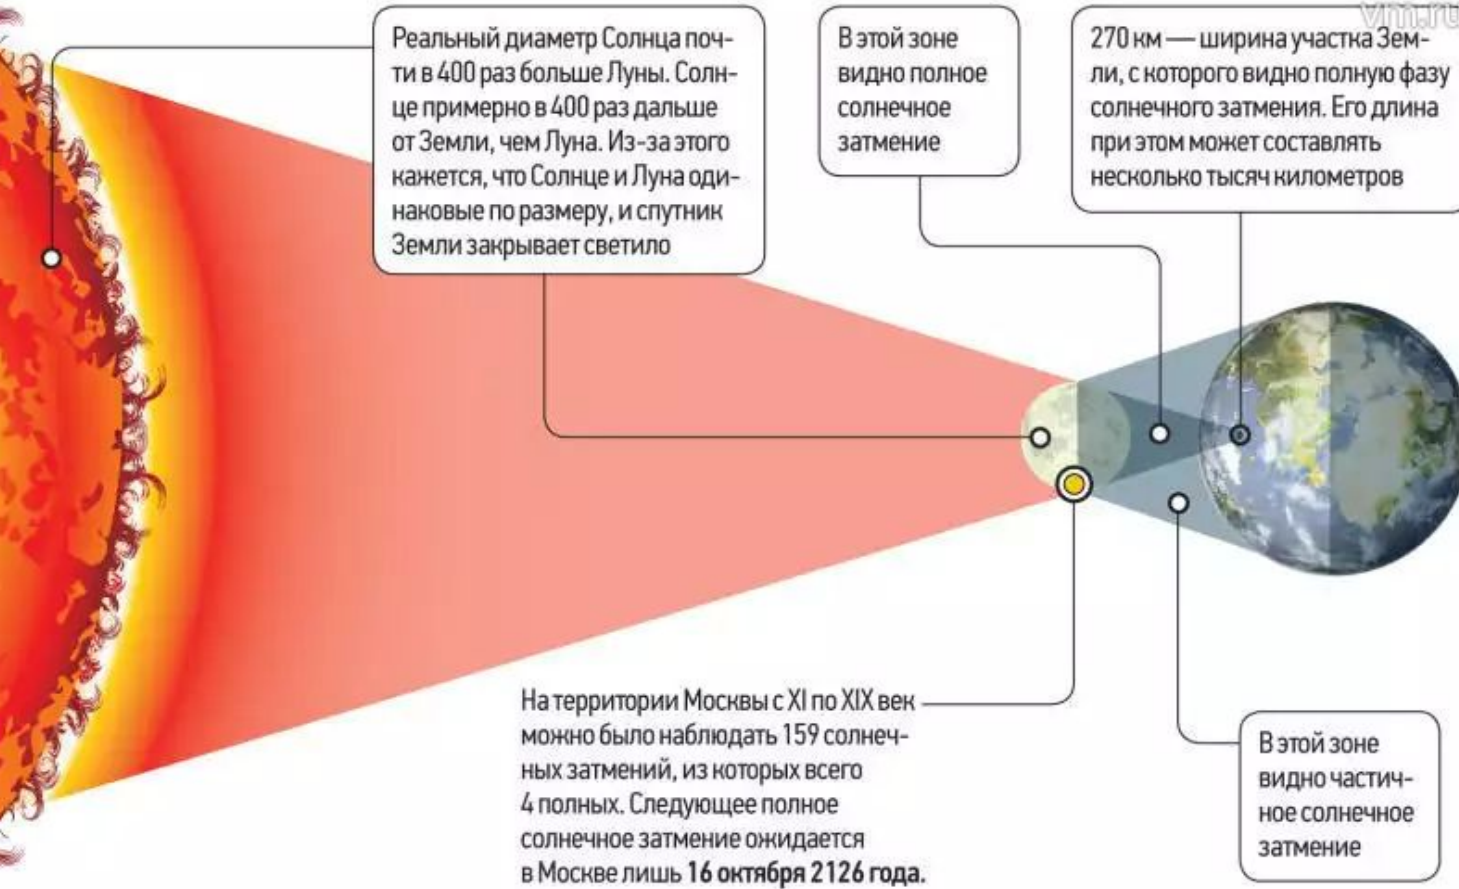 vm.ru
Реальный диаметр Солнца поч-
ти в 400 раз больше Луны. Солн-
це примерно в 400 раз дальше
от Земли, чем Луна. Из-за этого
кажется, что Солнце и Луна оди-
наковые по размеру, и спутник
Земли закрывает светило
В этой зоне
видно полное
солнечное
затмение
270 км — ширина участка Зем-
ли, с которого видно полную фазу
солнечного затмения. Его длина
при этом может составлять
несколько тысяч километров
На территории Москвы с XI по XIX век
можно было наблюдать 159 солнеч-
ных затмений, из которых всего
4 полных. Следующее полное
солнечное затмение ожидается
в Москве лишь 16 октября 2126 года.
В этой зоне
видно частич-
ное солнечное
затмение